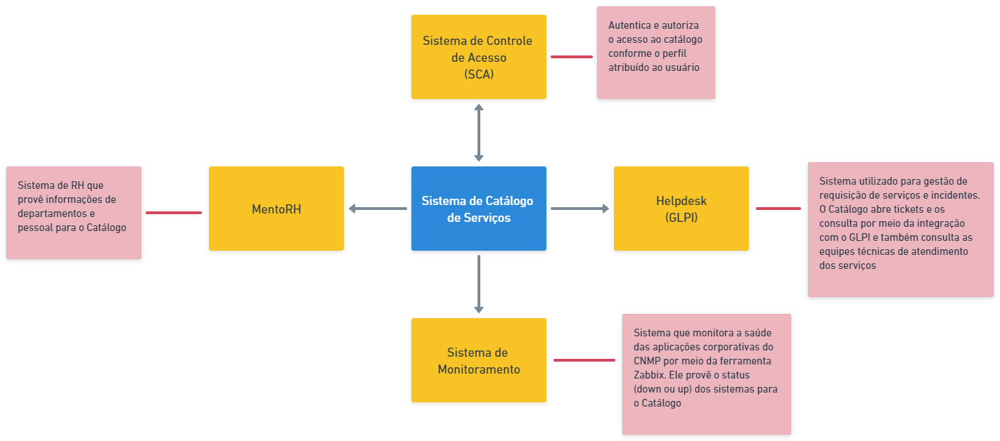 Sistema de Controle
de Acesso
(SCA)
Autentica e autoriza
o acesso ao catálogo
conforme o perfil
atribuído ao usuário
Sistema de RH que
provê informações de
departamentos e
pessoal para o Catálogo
MentoRH
Sistema de Catálogo
de Serviços
Helpdesk
(GLPI)
Sistema utilizado para gestão de
requisição de serviços e incidentes.
O Catálogo abre tickets e os
consulta por meio da integração
com o GLPI e também consulta as
equipes técnicas de atendimento
dos serviços
Sistema de
Monitoramento
Sistema que monitora a saúde
das aplicações corporativas do
CNMP por meio da ferramenta
Zabbix. Ele provê o status
(down ou up) dos sistemas para
o Catálogo